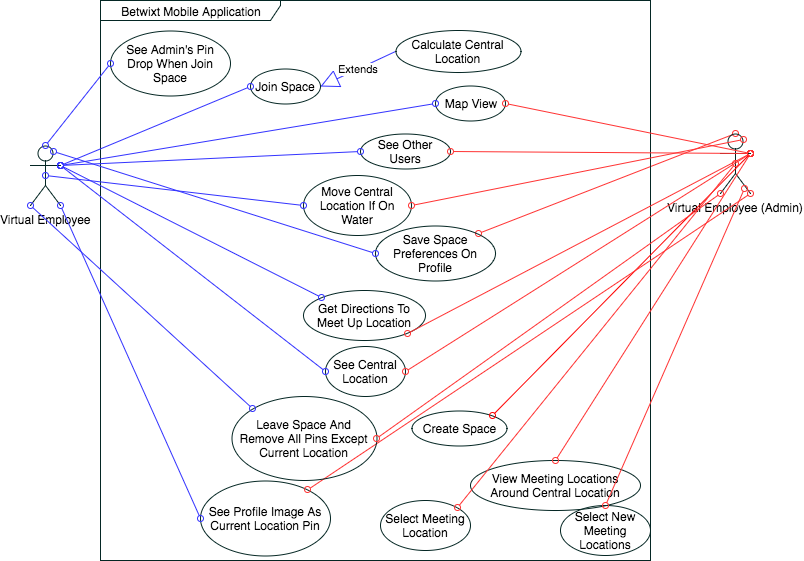 Betwixt Mobile Application
See Admin's Pin
Drop When Join
Space
Calculate Central
Location
Extends
Join Space
Map View
See Other
Users
Move Central
Location If On
Water
Virtual Employee
Virtual Employee (Admin)
Save Space
Preferences On
Profile
Get Directions To
Meet Up Location
See Central
Location
Leave Space And
Remove All Pins Except
Current Location
Create Space
View Meeting Locations
Around Central Location
See Profile Image As
Current Location Pin
Select Meeting
Location
Select New
Meeting
Locations